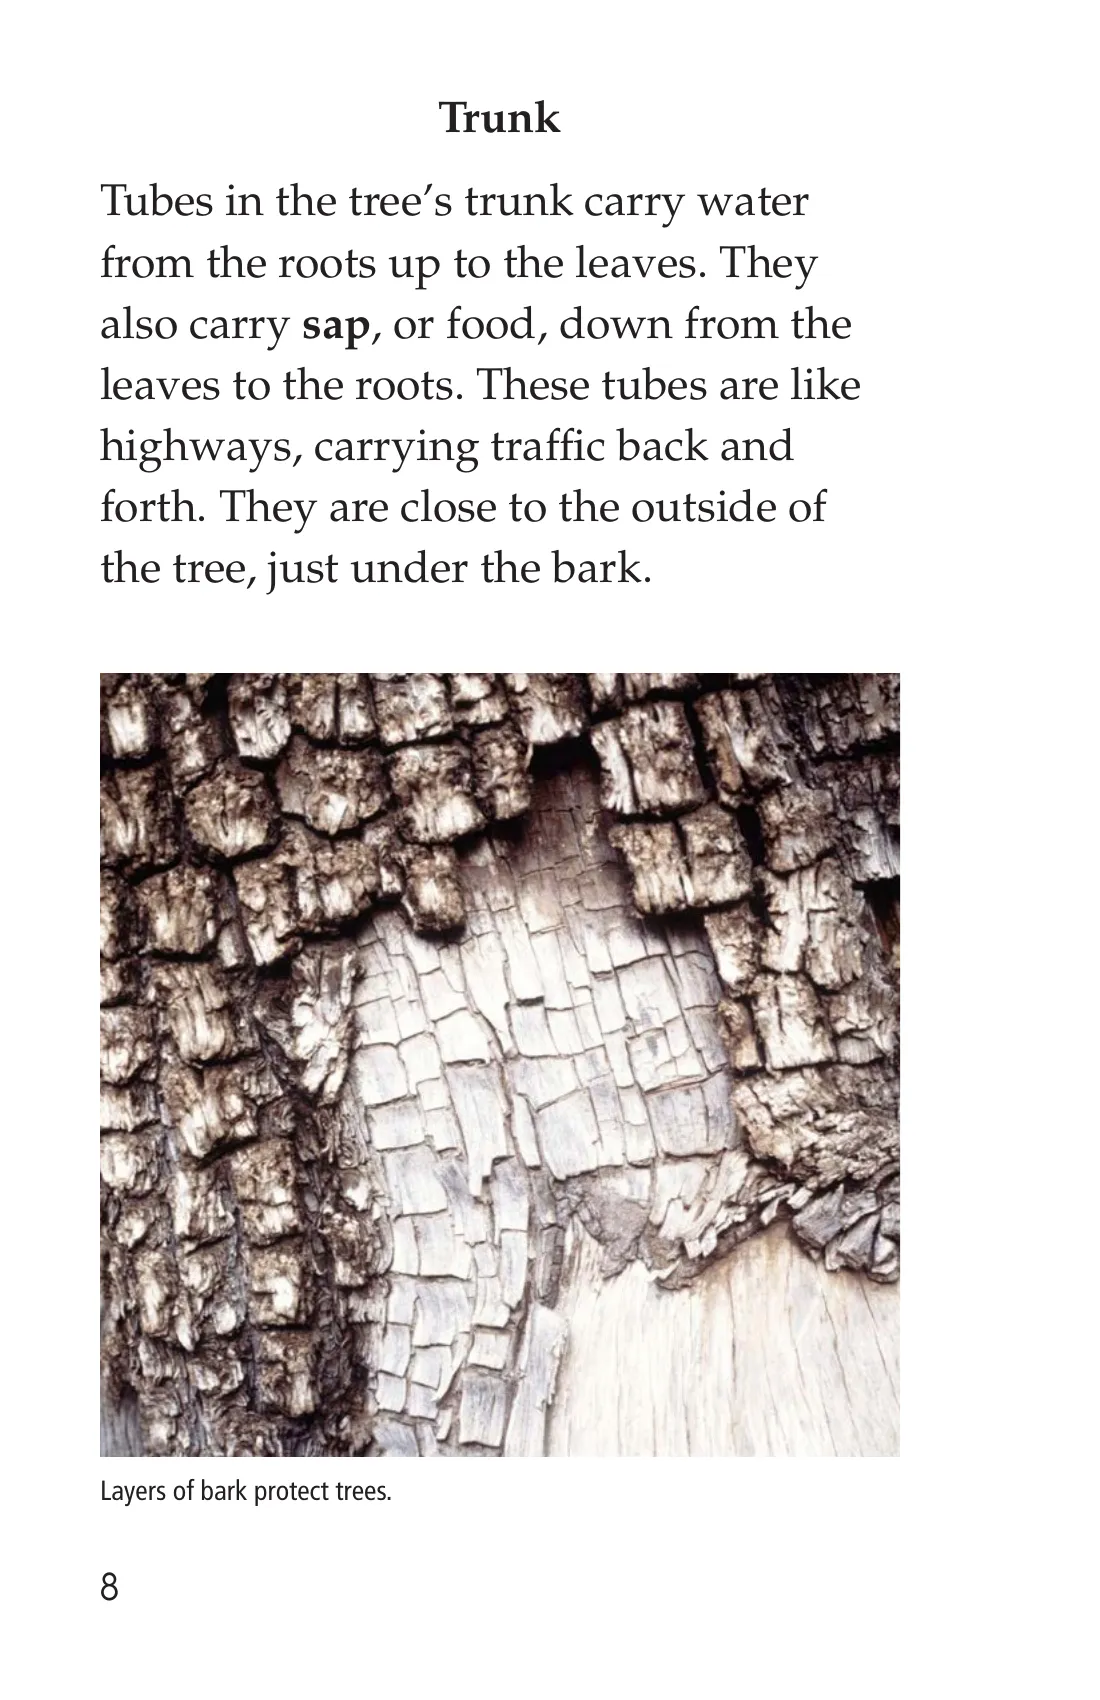 Trunk
Tubes in the tree’s trunk carry water
from the roots up to the leaves. They
also carry sap, or food, down from the
leaves to the roots. These tubes are like
highways, carrying traffic back and
forth. They are close to the outside of
the tree, just under the bark.
Layers of bark protect trees.
8